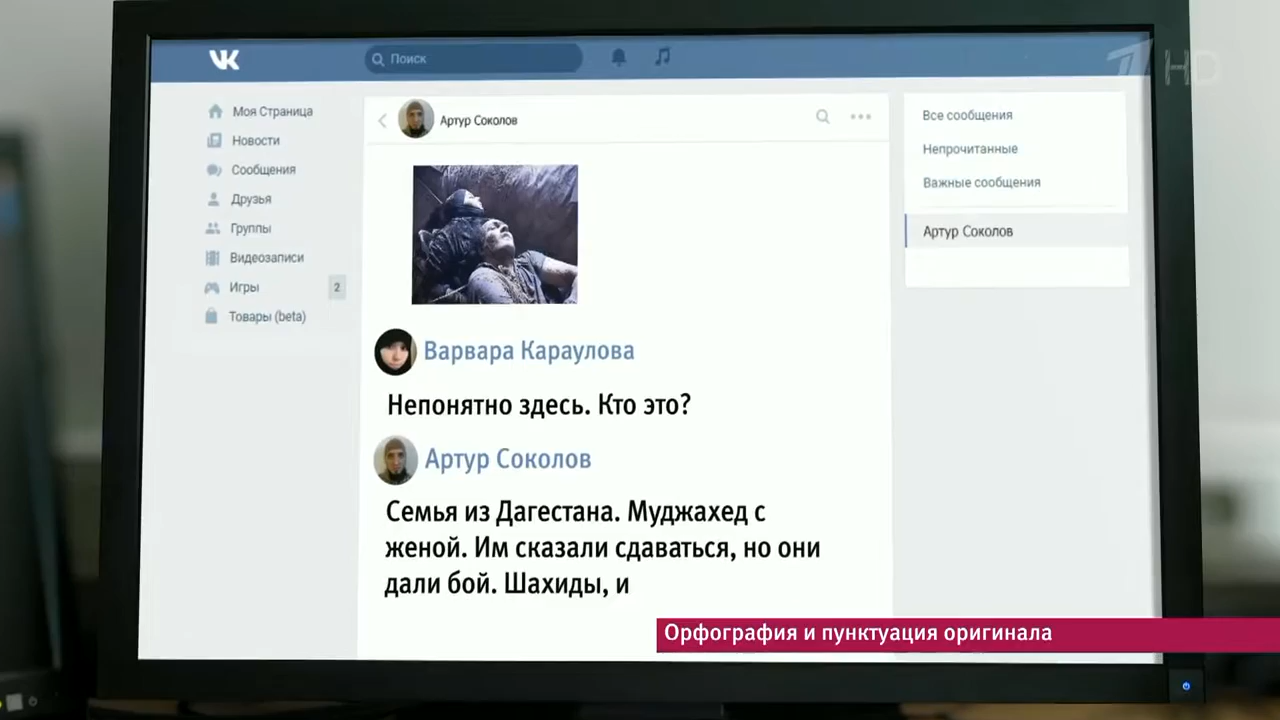 VK
Поиск
HD
Моя Страница
Новости
Сообщения
Друзья
Группы
Видеозаписи
Игры
2
Товары (beta)
Артур Соколов
Варвара Караулова
Непонятно здесь. Кто это?
Артур Соколов
Семья из Дагестана. Муджахед с
женой. Им сказали сдаваться, но они
дали бой. Шахиды, и
Все сообщения
Непрочитанные
Важные сообщения
Артур Соколов
Орфография и пунктуация оригинала